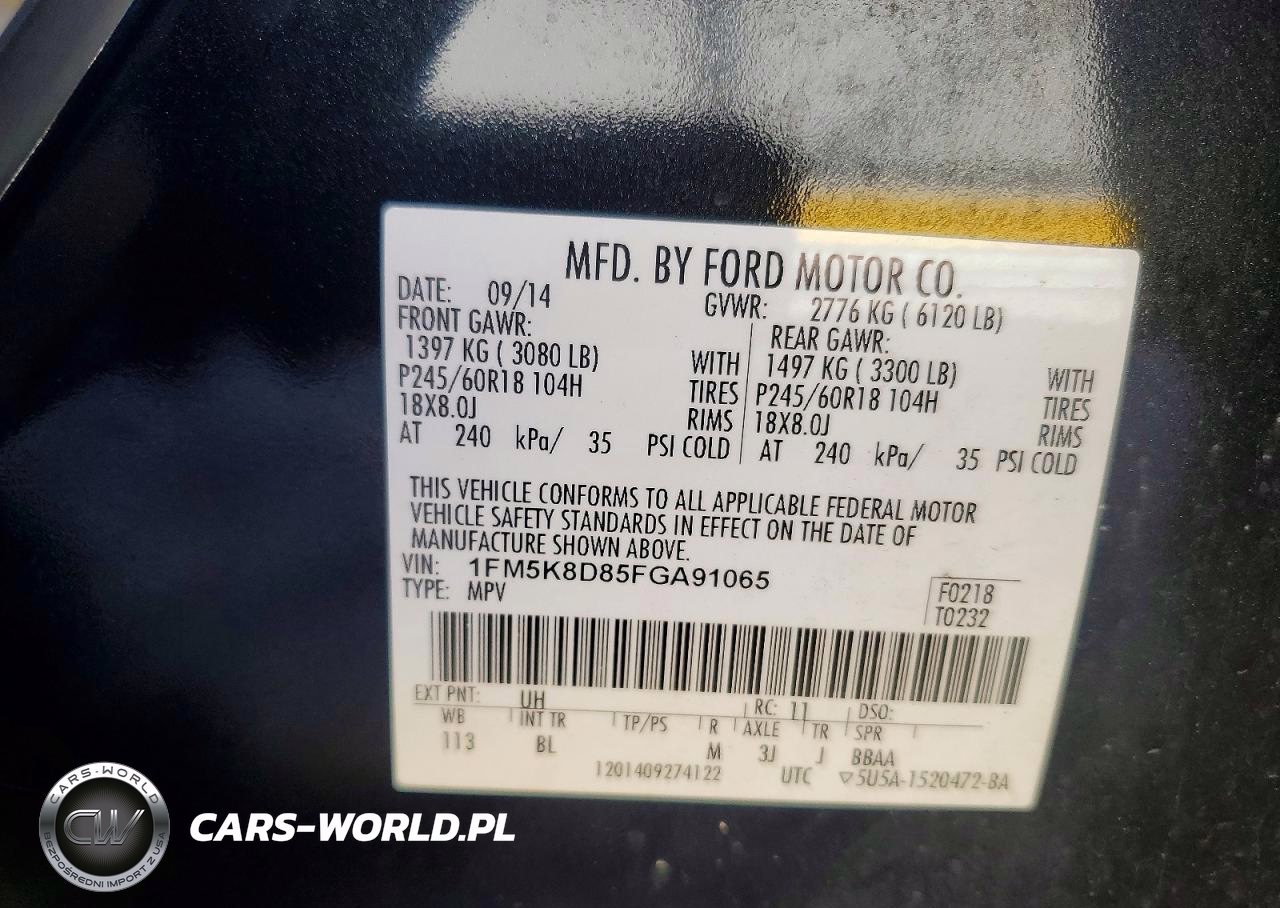 MFD. BY FORD MOTOR CO.
DATE: 09/14 GVWR: 2776 KG ( 6120 LB)
FRONT GAWR: REAR GAWR:
1397 KG ( 3080 LB) WITH 1497 KG ( 3300 LB) WITH
P245/60R18 104H TIRES P245/60R18 104H TIRES
18X8.0J RIMS 18X8.0J RIMS
AT 240 kPa/ 35 PSI COLD AT 240 kPa/ 35 PSI COLD
THIS VEHICLE CONFORMS TO ALL APPLICABLE FEDERAL MOTOR
VEHICLE SAFETY STANDARDS IN EFFECT ON THE DATE OF
MANUFACTURE SHOWN ABOVE.
VIN: 1FM5K8D85FGA91065
TYPE: MPV
F0218
T0232
EXT PNT: UH RC: 11 DSO:
WB INT TR TP/PS R AXLE TR SPR
113 BL M 3J J BBAA
1201409274122 UTC ▽5U5A-1520472-BA
CARS-WORLD
CW
BEZPOŚREDNI IMPORT Z USA
CARS-WORLD.PL